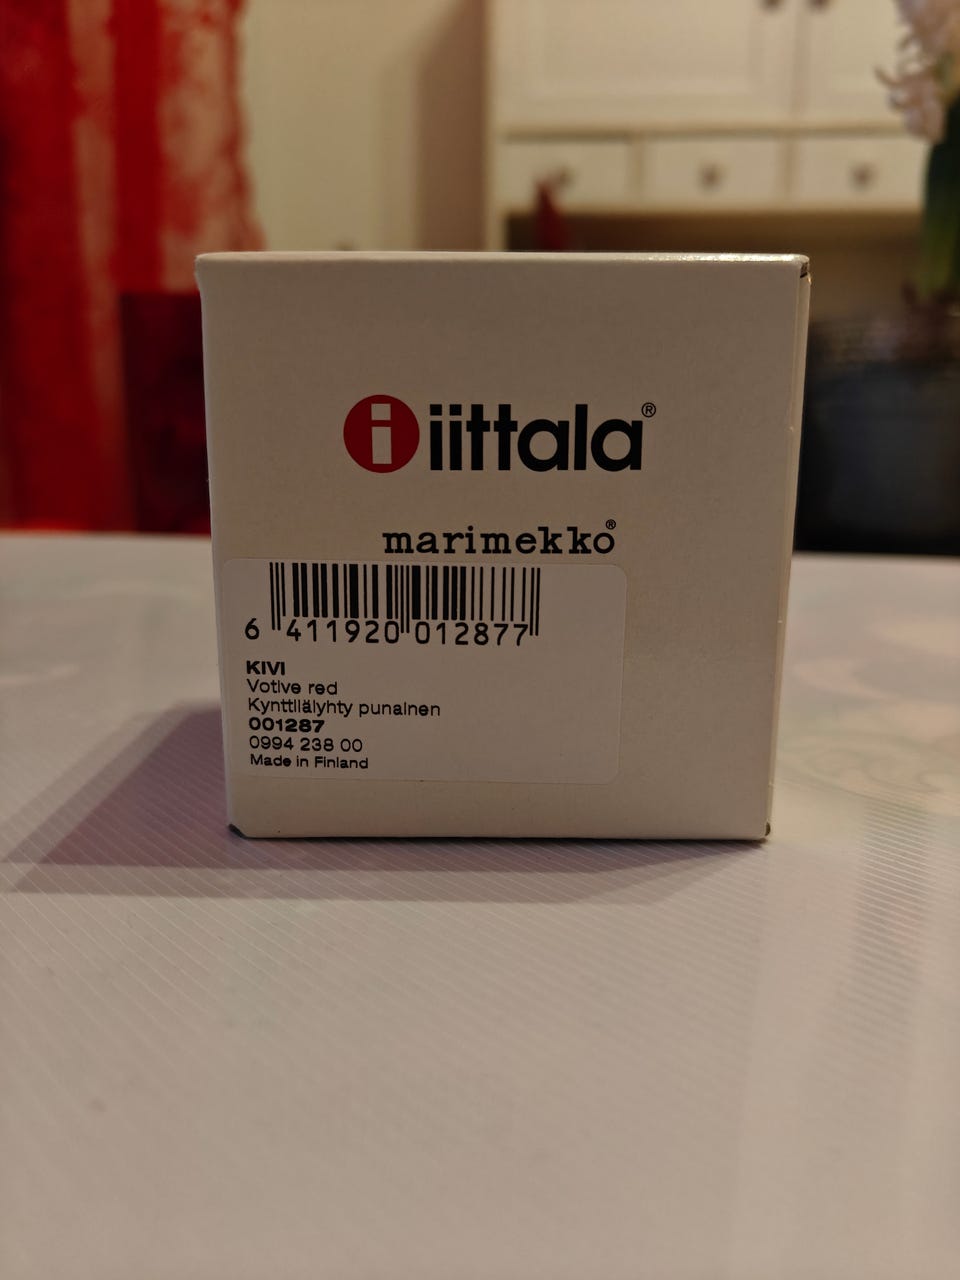 i iittala®
marimekko®
6 411920 012877
KIVI
Votive red
Kynttilälyhty punainen
001287
0994 238 00
Made in Finland